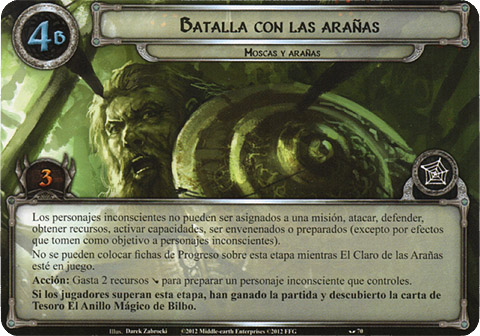 4B
BATALLA CON LAS ARAÑAS
MOSCAS Y ARAÑAS
3
Los personajes inconscientes no pueden ser asignados a una misión, atacar, defender,
obtener recursos, activar capacidades, ser envenenados o preparados (excepto por efectos
que tomen como objetivo a personajes inconscientes).
No se pueden colocar fichas de Progreso sobre esta etapa mientras El Claro de las Arañas
esté en juego.
Acción: Gasta 2 recursos para preparar un personaje inconsciente que controles.
Si los jugadores superan esta etapa, han ganado la partida y descubierto la carta de
Tesoro El Anillo Mágico de Bilbo.
Illus. Darek Zabrocki ©2012 Middle-earth Enterprises ©2012 FFG 70